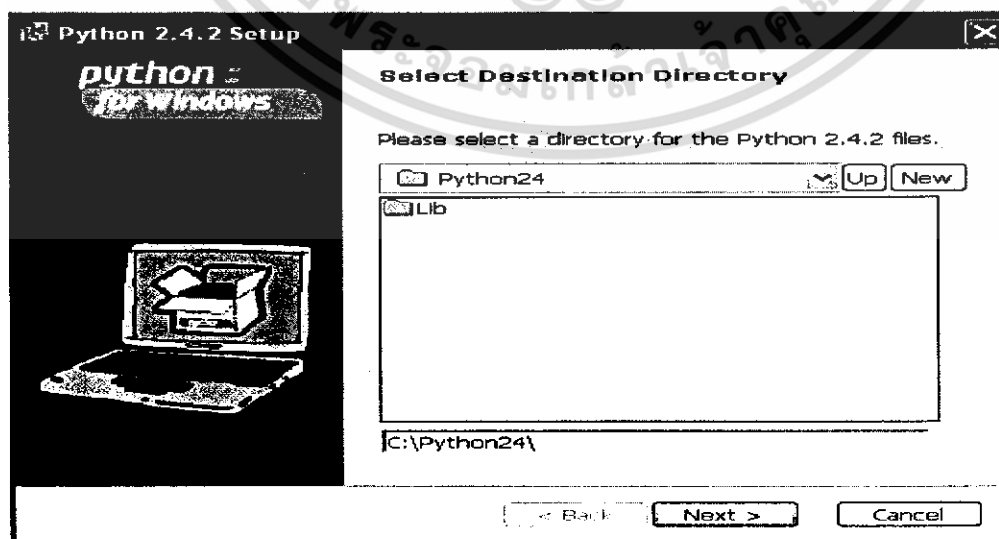 Python 2.4.2 Setup
python
for windows
Select Destination Directory
Please select a directory for the Python 2.4.2 files.
Python24
Up
New
Lib
C:\Python24\
< Back
Next >
Cancel